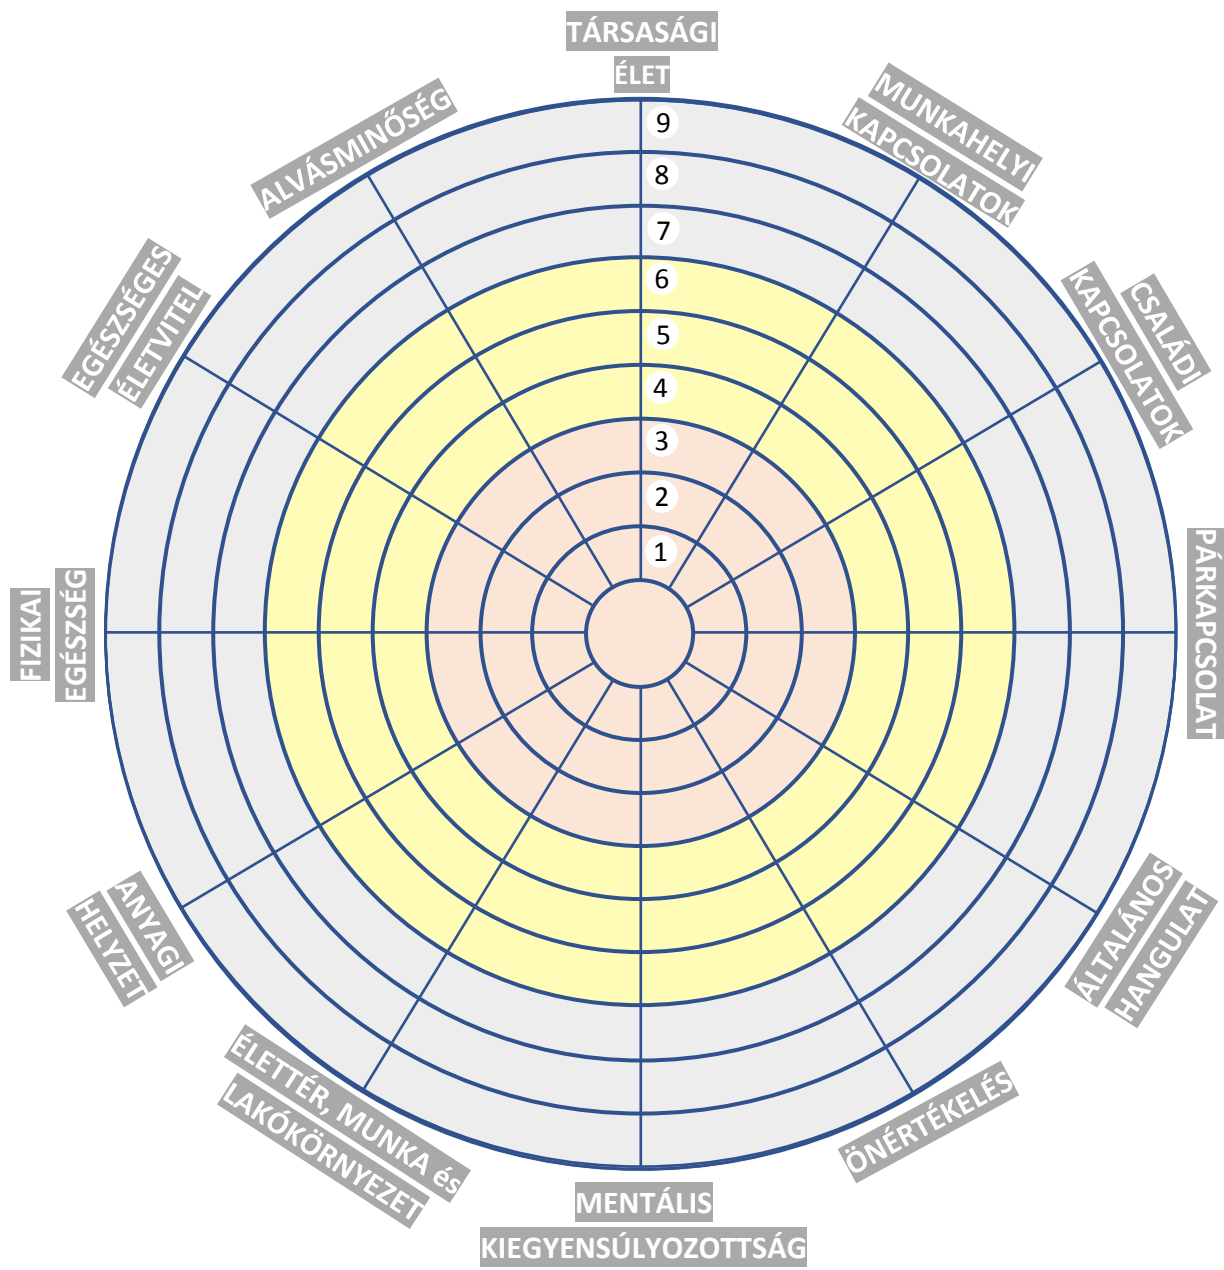 TÁRSASÁGI
ÉLET
MUNKAHELYI
KAPCSOLATOK
CSALÁDI
KAPCSOLATOK
PÁRKAPCSOLAT
ÁLTALÁNOS
HANGULAT
ÖNÉRTÉKELÉS
MENTÁLIS
KIEGYENSÚLYOZOTTSÁG
ÉLETTÉR, MUNKA és
LAKÓKÖRNYEZET
ANYAGI
HELYZET
FIZIKAI
EGÉSZSÉG
EGÉSZSÉGES
ÉLETVITEL
ALVÁSMINŐSÉG
9
8
7
6
5
4
3
2
1